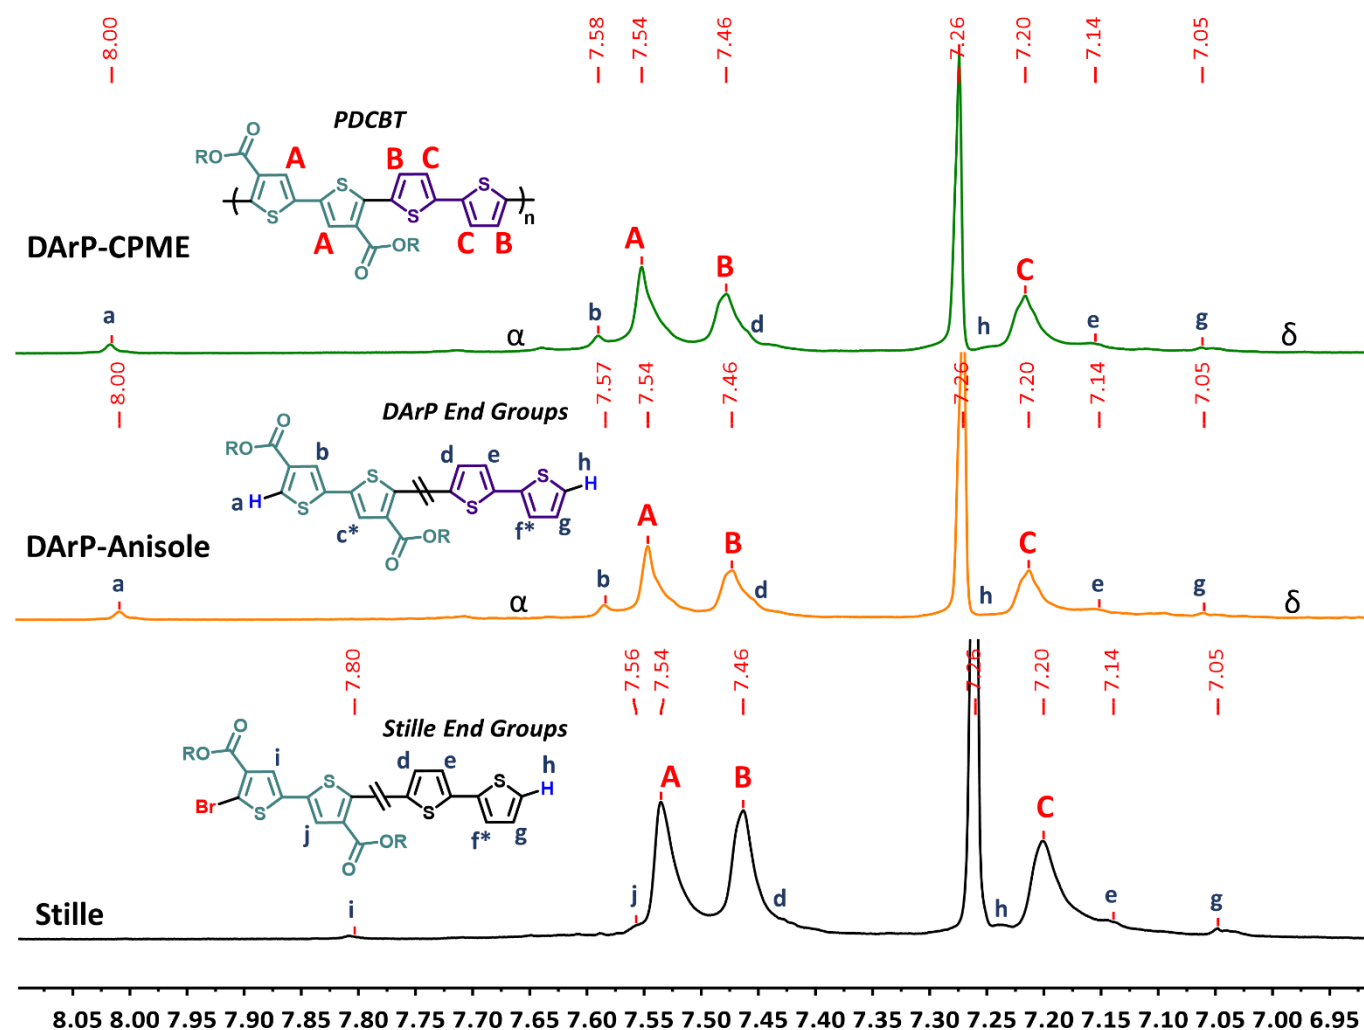 8.00 7.58 7.54 7.46 7.26 7.20 7.14 7.05
PDCBT
O
RO A B C
S S
S S n
A C B
OR
O
DArP-CPME
a α b A B d h C e g δ
8.00 7.57 7.54 7.46 7.26 7.20 7.14 7.05
DArP End Groups
O
RO b d e h
S S H
a H S S
c* f* g
OR
O
DArP-Anisole
a α b A B d h C e g δ
7.80 7.56 7.54 7.46 7.26 7.20 7.14 7.05
Stille End Groups
O
RO i d e h
S S H
Br S S
j f* g
OR
O
Stille
i j A B d h C e g
8.05 8.00 7.95 7.90 7.85 7.80 7.75 7.70 7.65 7.60 7.55 7.50 7.45 7.40 7.35 7.30 7.25 7.20 7.15 7.10 7.05 7.00 6.95